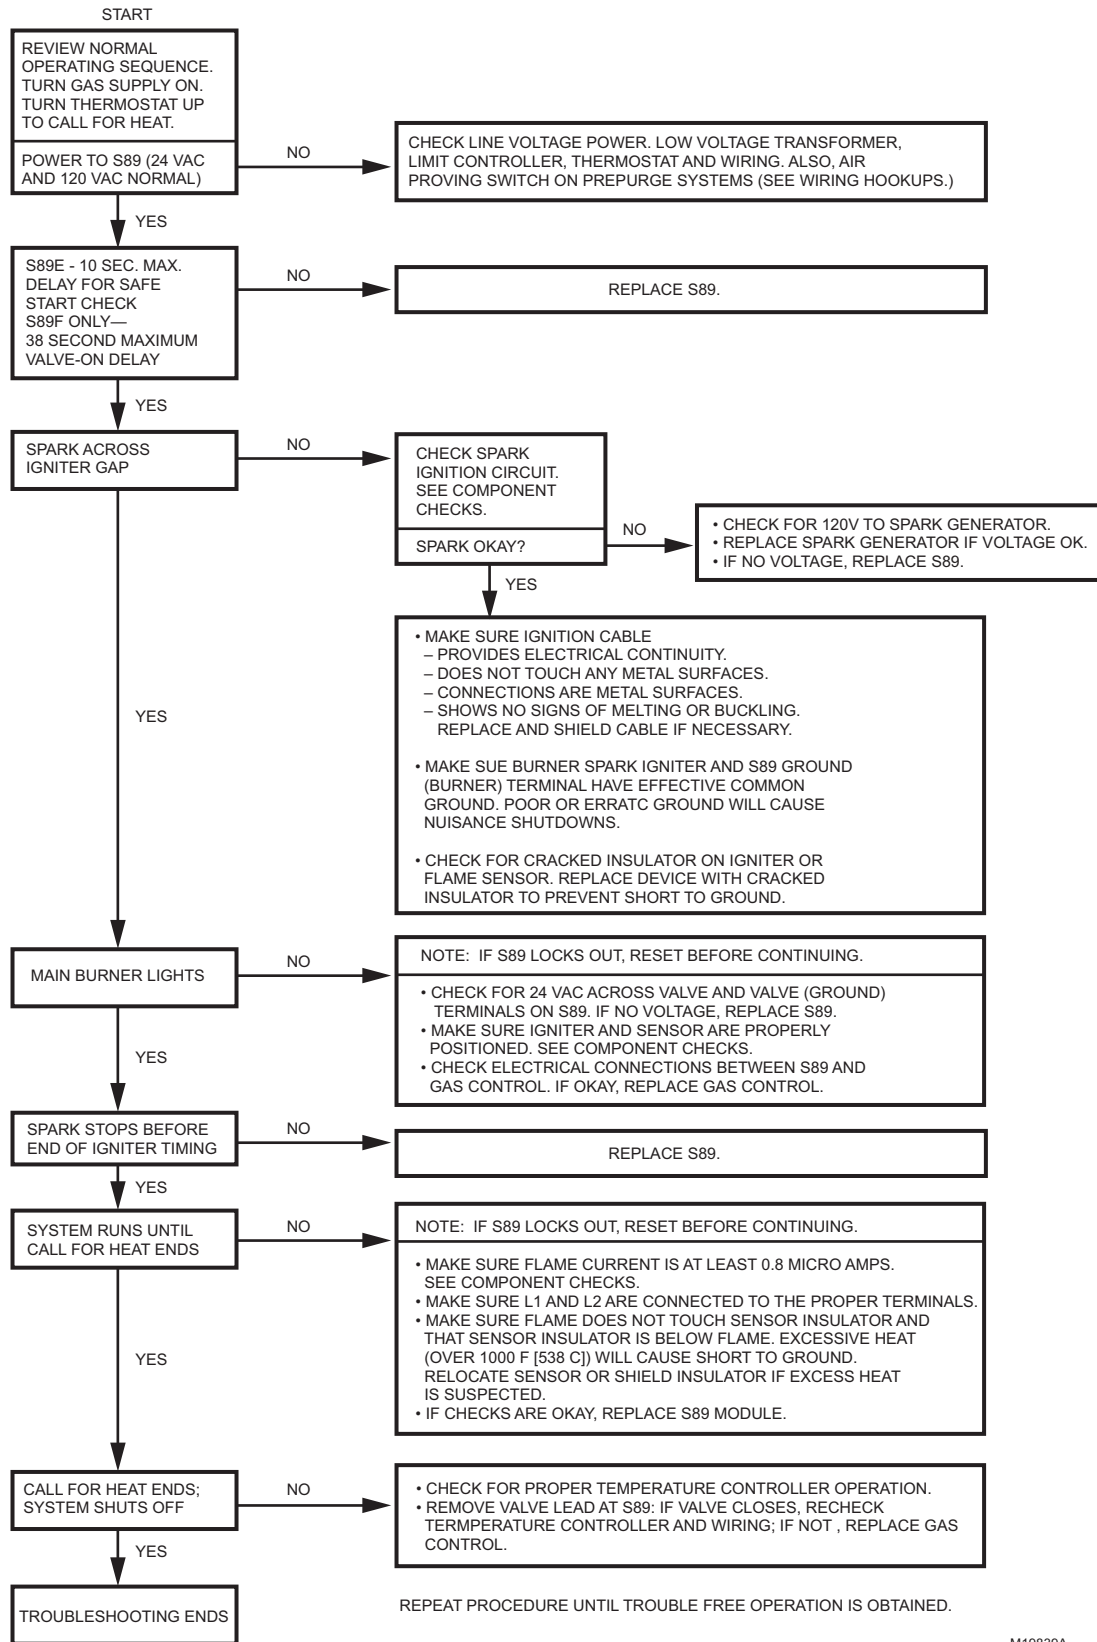 START
REVIEW NORMAL
OPERATING SEQUENCE.
TURN GAS SUPPLY ON.
TURN THERMOSTAT UP
TO CALL FOR HEAT.
POWER TO S89 (24 VAC
AND 120 VAC NORMAL)
NO
CHECK LINE VOLTAGE POWER. LOW VOLTAGE TRANSFORMER,
LIMIT CONTROLLER, THERMOSTAT AND WIRING. ALSO, AIR
PROVING SWITCH ON PREPURGE SYSTEMS (SEE WIRING HOOKUPS.)
YES
S89E - 10 SEC. MAX.
DELAY FOR SAFE
START CHECK
S89F ONLY—
38 SECOND MAXIMUM
VALVE-ON DELAY
NO
REPLACE S89.
YES
SPARK ACROSS
IGNITER GAP
NO
CHECK SPARK
IGNITION CIRCUIT.
SEE COMPONENT
CHECKS.
SPARK OKAY?
NO
• CHECK FOR 120V TO SPARK GENERATOR.
• REPLACE SPARK GENERATOR IF VOLTAGE OK.
• IF NO VOLTAGE, REPLACE S89.
YES
• MAKE SURE IGNITION CABLE
– PROVIDES ELECTRICAL CONTINUITY.
– DOES NOT TOUCH ANY METAL SURFACES.
– CONNECTIONS ARE METAL SURFACES.
– SHOWS NO SIGNS OF MELTING OR BUCKLING.
REPLACE AND SHIELD CABLE IF NECESSARY.
• MAKE SUE BURNER SPARK IGNITER AND S89 GROUND
(BURNER) TERMINAL HAVE EFFECTIVE COMMON
GROUND. POOR OR ERRATC GROUND WILL CAUSE
NUISANCE SHUTDOWNS.
• CHECK FOR CRACKED INSULATOR ON IGNITER OR
FLAME SENSOR. REPLACE DEVICE WITH CRACKED
INSULATOR TO PREVENT SHORT TO GROUND.
YES
MAIN BURNER LIGHTS
NO
NOTE: IF S89 LOCKS OUT, RESET BEFORE CONTINUING.
• CHECK FOR 24 VAC ACROSS VALVE AND VALVE (GROUND)
TERMINALS ON S89. IF NO VOLTAGE, REPLACE S89.
• MAKE SURE IGNITER AND SENSOR ARE PROPERLY
POSITIONED. SEE COMPONENT CHECKS.
• CHECK ELECTRICAL CONNECTIONS BETWEEN S89 AND
GAS CONTROL. IF OKAY, REPLACE GAS CONTROL.
YES
SPARK STOPS BEFORE
END OF IGNITER TIMING
NO
REPLACE S89.
YES
SYSTEM RUNS UNTIL
CALL FOR HEAT ENDS
NO
NOTE: IF S89 LOCKS OUT, RESET BEFORE CONTINUING.
• MAKE SURE FLAME CURRENT IS AT LEAST 0.8 MICRO AMPS.
SEE COMPONENT CHECKS.
• MAKE SURE L1 AND L2 ARE CONNECTED TO THE PROPER TERMINALS.
• MAKE SURE FLAME DOES NOT TOUCH SENSOR INSULATOR AND
THAT SENSOR INSULATOR IS BELOW FLAME. EXCESSIVE HEAT
(OVER 1000 F [538 C]) WILL CAUSE SHORT TO GROUND.
RELOCATE SENSOR OR SHIELD INSULATOR IF EXCESS HEAT
IS SUSPECTED.
• IF CHECKS ARE OKAY, REPLACE S89 MODULE.
YES
CALL FOR HEAT ENDS;
SYSTEM SHUTS OFF
NO
• CHECK FOR PROPER TEMPERATURE CONTROLLER OPERATION.
• REMOVE VALVE LEAD AT S89: IF VALVE CLOSES, RECHECK
TERMPERATURE CONTROLLER AND WIRING; IF NOT , REPLACE GAS
CONTROL.
YES
TROUBLESHOOTING ENDS
REPEAT PROCEDURE UNTIL TROUBLE FREE OPERATION IS OBTAINED.